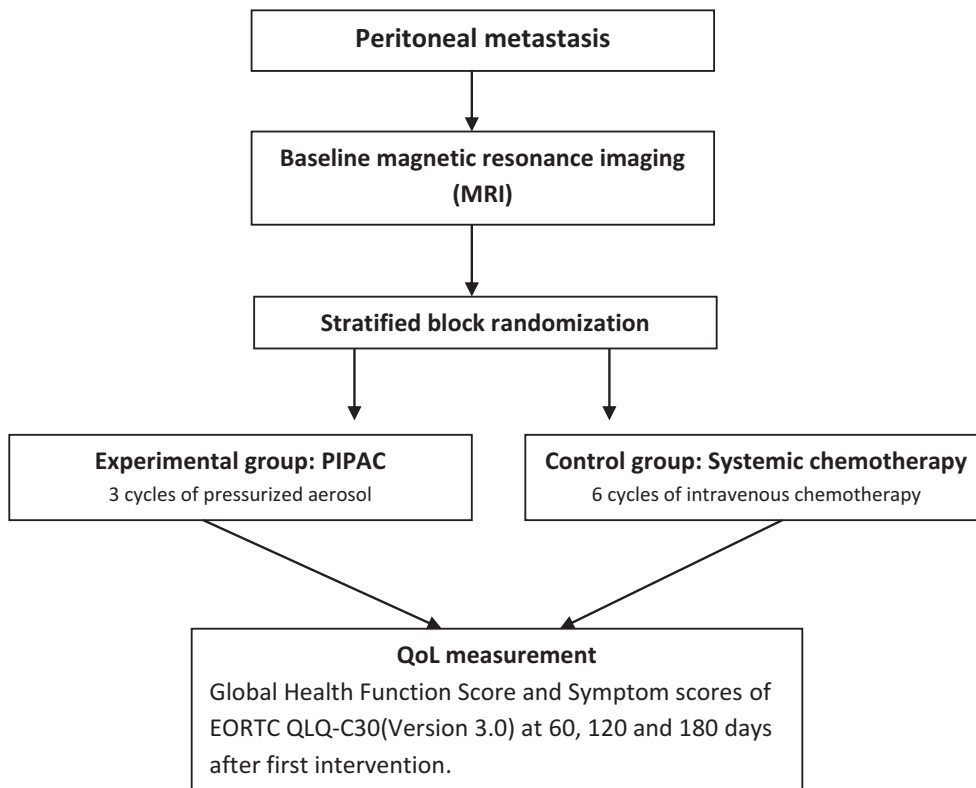 Peritoneal metastasis
Baseline magnetic resonance imaging
(MRI)
Stratified block randomization
Experimental group: PIPAC
3 cycles of pressurized aerosol
Control group: Systemic chemotherapy
6 cycles of intravenous chemotherapy
QoL measurement
Global Health Function Score and Symptom scores of
EORTC QLQ-C30(Version 3.0) at 60, 120 and 180 days
after first intervention.